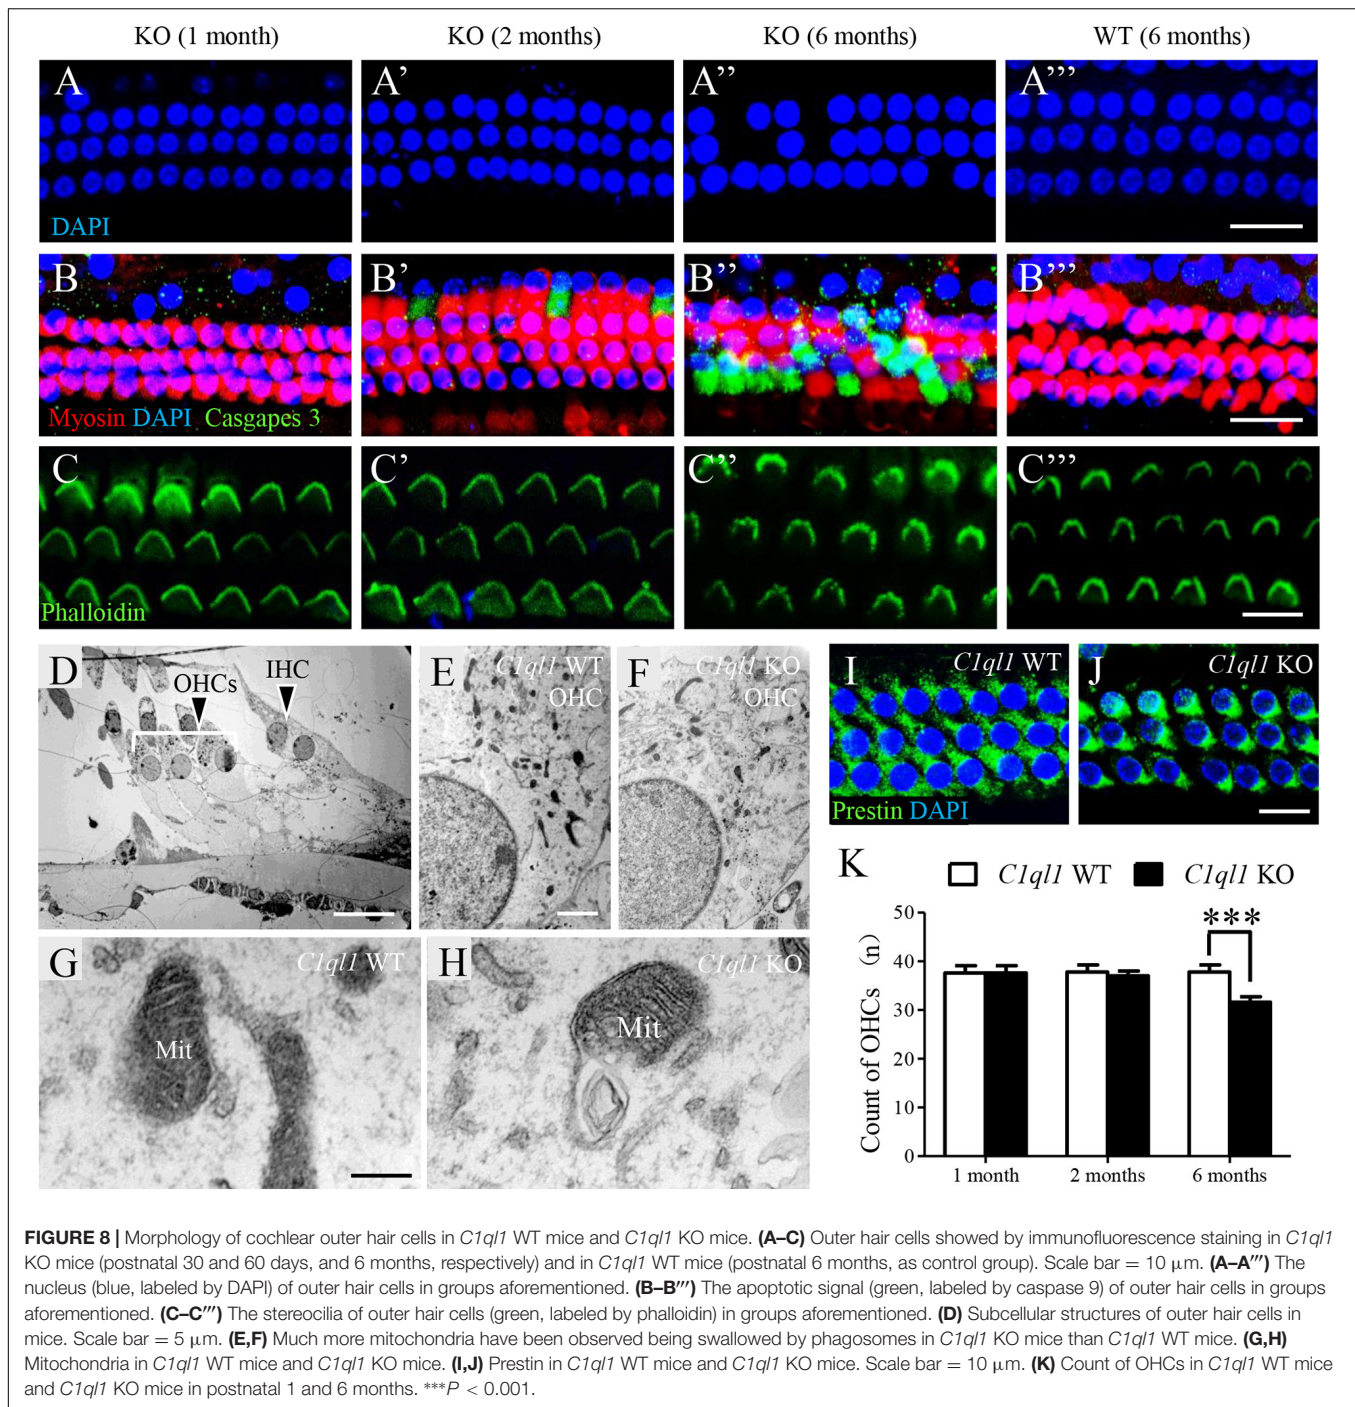 KO (1 month) KO (2 months) KO (6 months) WT (6 months)
A A' A'' A'''
DAPI
B B' B'' B'''
Myosin DAPI Casgapes 3
C C' C'' C'''
Phalloidin
D OHCs IHC
E C1ql1 WT
OHC
F C1ql1 KO
OHC
I C1ql1 WT
Prestin DAPI
J C1ql1 KO
G C1ql1 WT
Mit
H C1ql1 KO
Mit
K C1ql1 WT C1ql1 KO
Count of OHCs (n)
50
40
30
20
10
0
***
1 month 2 months 6 months
FIGURE 8 | Morphology of cochlear outer hair cells in C1ql1 WT mice and C1ql1 KO mice. (A–C) Outer hair cells showed by immunofluorescence staining in C1ql1
KO mice (postnatal 30 and 60 days, and 6 months, respectively) and in C1ql1 WT mice (postnatal 6 months, as control group). Scale bar = 10 μm. (A–A''') The
nucleus (blue, labeled by DAPI) of outer hair cells in groups aforementioned. (B–B''') The apoptotic signal (green, labeled by caspase 9) of outer hair cells in groups
aforementioned. (C–C''') The stereocilia of outer hair cells (green, labeled by phalloidin) in groups aforementioned. (D) Subcellular structures of outer hair cells in
mice. Scale bar = 5 μm. (E,F) Much more mitochondria have been observed being swallowed by phagosomes in C1ql1 KO mice than C1ql1 WT mice. (G,H)
Mitochondria in C1ql1 WT mice and C1ql1 KO mice. (I,J) Prestin in C1ql1 WT mice and C1ql1 KO mice. Scale bar = 10 μm. (K) Count of OHCs in C1ql1 WT mice
and C1ql1 KO mice in postnatal 1 and 6 months. ***P < 0.001.